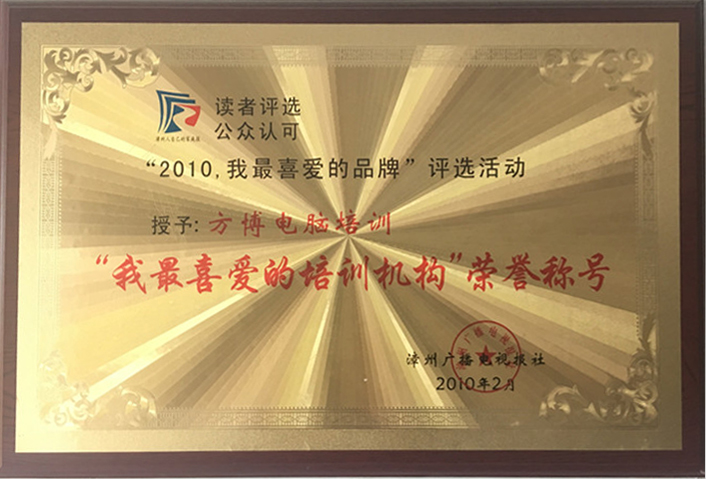 读者评选
公众认可
“2010,我最喜爱的品牌”评选活动
授予:方博电脑培训
“我最喜爱的培训机构”荣誉称号
漳州广播电视报社
2010年2月